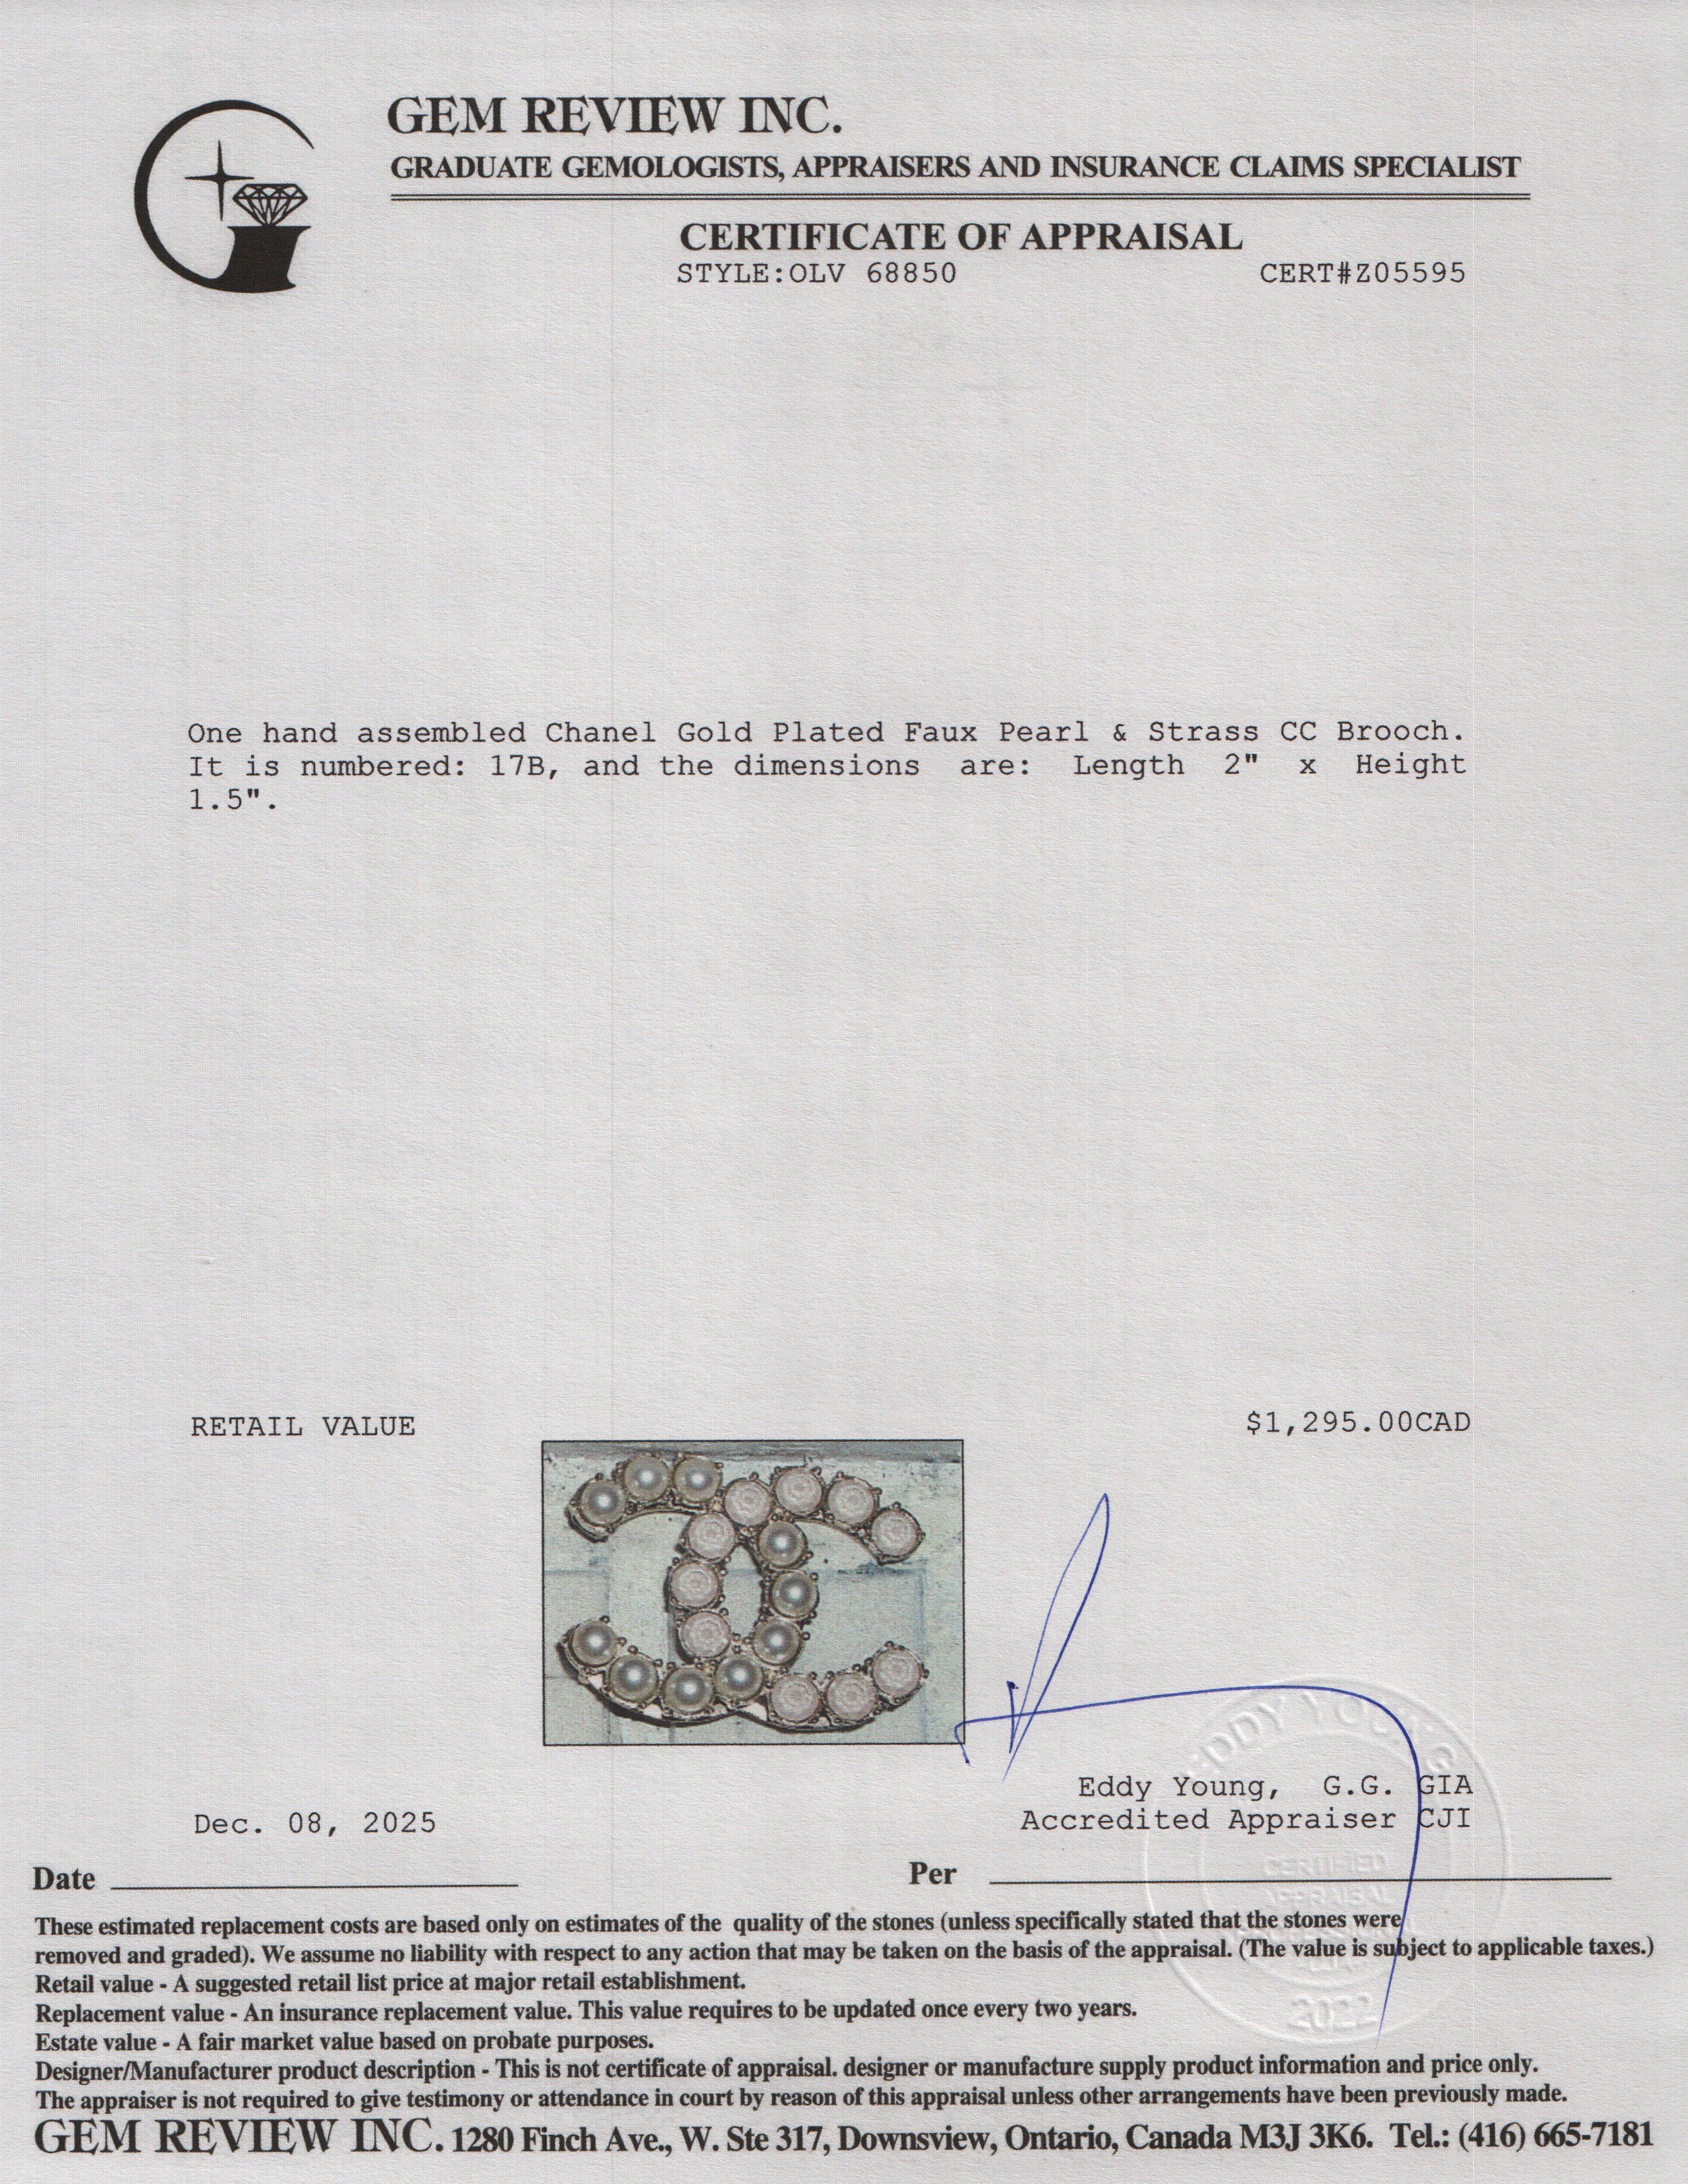 GEM REVIEW INC.
GRADUATE GEMOLOGISTS, APPRAISERS AND INSURANCE CLAIMS SPECIALIST
CERTIFICATE OF APPRAISAL
STYLE:OLV 68850 CERT#Z05595
One hand assembled Chanel Gold Plated Faux Pearl & Strass CC Brooch.
It is numbered: 17B, and the dimensions are: Length 2" x Height
1.5".
RETAIL VALUE $1,295.00CAD
EDDY YOUNG
Eddy Young, G.G. GIA
Dec. 08, 2025 Accredited Appraiser CJI
Date Per
CERTIFIED
APPRAISAL
2022
These estimated replacement costs are based only on estimates of the quality of the stones (unless specifically stated that the stones were
removed and graded). We assume no liability with respect to any action that may be taken on the basis of the appraisal. (The value is subject to applicable taxes.)
Retail value - A suggested retail list price at major retail establishment.
Replacement value - An insurance replacement value. This value requires to be updated once every two years.
Estate value - A fair market value based on probate purposes.
Designer/Manufacturer product description - This is not certificate of appraisal. designer or manufacture supply product information and price only.
The appraiser is not required to give testimony or attendance in court by reason of this appraisal unless other arrangements have been previously made.
GEM REVIEW INC. 1280 Finch Ave., W. Ste 317, Downsview, Ontario, Canada M3J 3K6. Tel.: (416) 665-7181